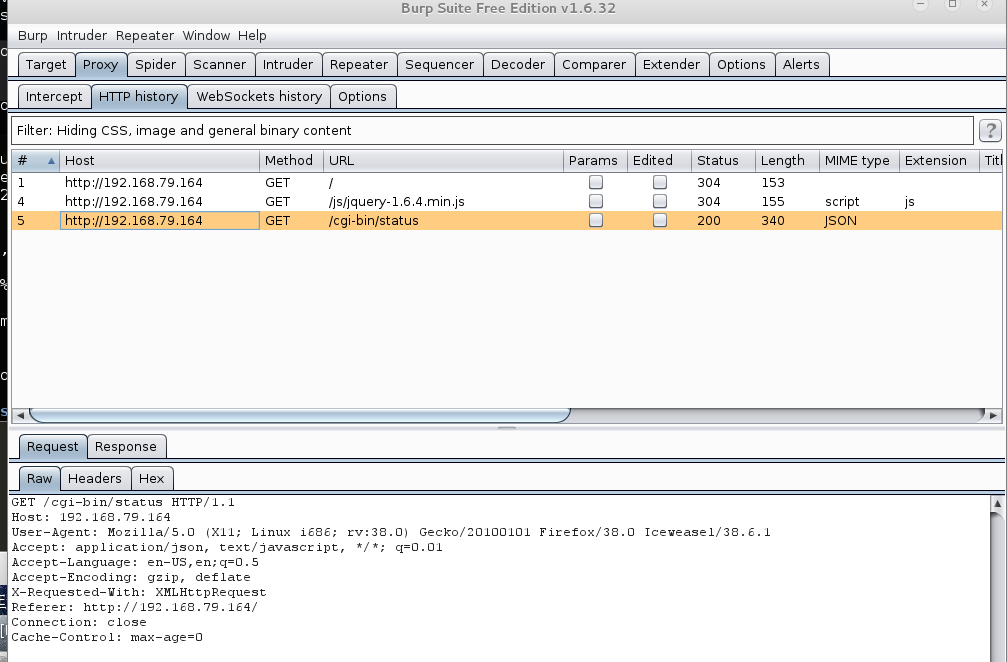 Burp Suite Free Edition v1.6.32
Burp Intruder Repeater Window Help
Target Proxy Spider Scanner Intruder Repeater Sequencer Decoder Comparer Extender Options Alerts
Intercept HTTP history WebSockets history Options
Filter: Hiding CSS, image and general binary content ?
# Host Method URL Params Edited Status Length MIME type Extension Titl
1 http://192.168.79.164 GET / 304 153
4 http://192.168.79.164 GET /js/jquery-1.6.4.min.js 304 155 script js
5 http://192.168.79.164 GET /cgi-bin/status 200 340 JSON
Request Response
Raw Headers Hex
GET /cgi-bin/status HTTP/1.1
Host: 192.168.79.164
User-Agent: Mozilla/5.0 (X11; Linux i686; rv:38.0) Gecko/20100101 Firefox/38.0 Iceweasel/38.6.1
Accept: application/json, text/javascript, */*; q=0.01
Accept-Language: en-US,en;q=0.5
Accept-Encoding: gzip, deflate
X-Requested-With: XMLHttpRequest
Referer: http://192.168.79.164/
Connection: close
Cache-Control: max-age=0